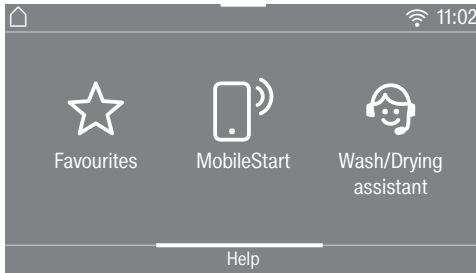 11:02
Favourites
MobileStart
Wash/Drying
assistant
Help